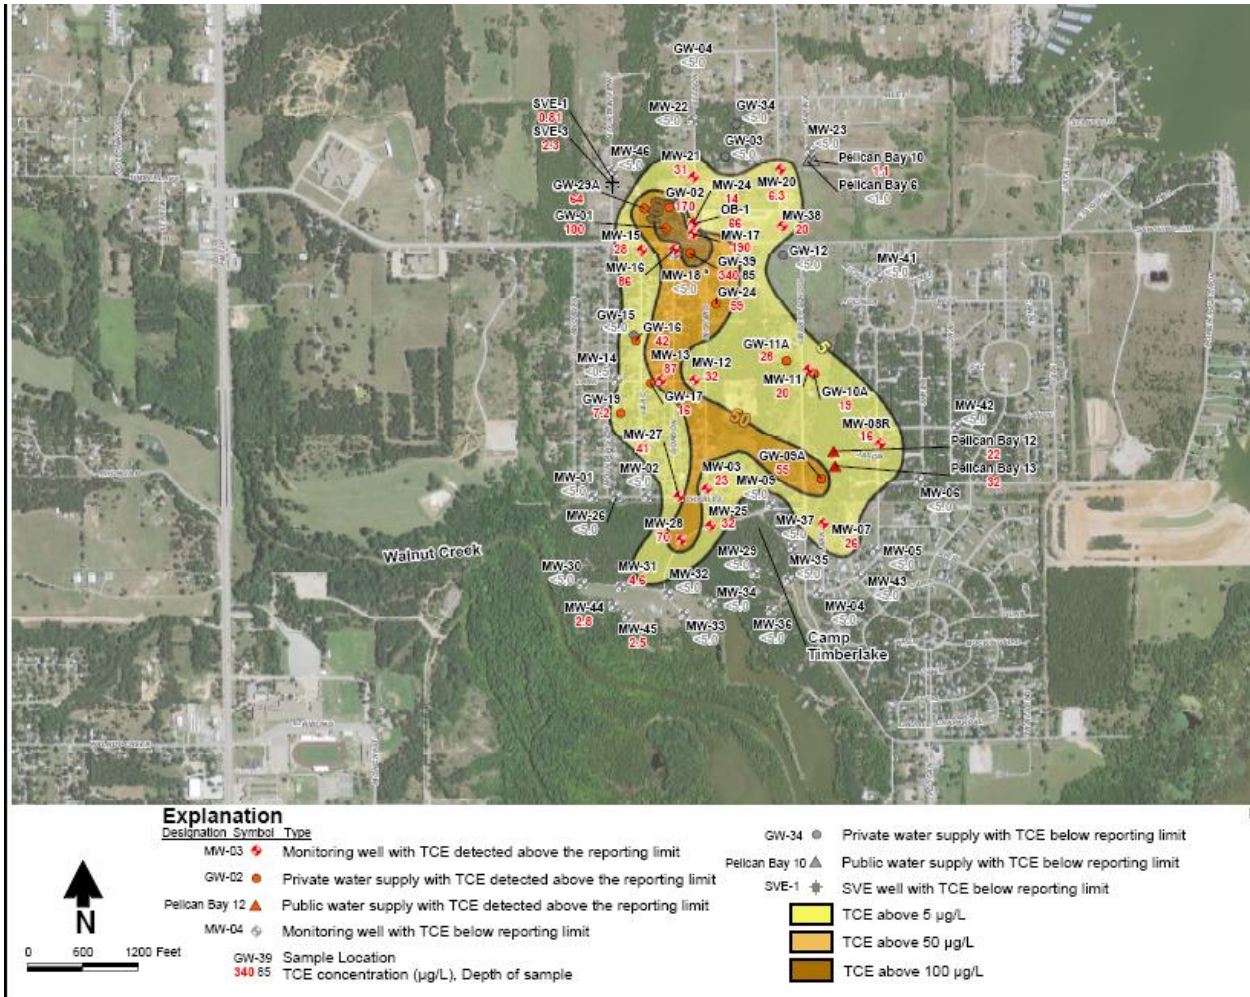 GW-04
<5.0
SVE-1
0.81
SVE-3
2.3
MW-46
<5.0
MW-22
<5.0
GW-34
<5.0
MW-23
<5.0
GW-03
<5.0
Pelican Bay 10
1.1
Pelican Bay 6
<1.0
MW-21
31
MW-20
6.3
GW-29A
64
GW-02
170
MW-24
14
GW-01
100
OB-1
66
MW-38
20
MW-15
28
MW-17
190
GW-12
<5.0
MW-16
86
MW-18
<5.0
GW-39
340 85
MW-41
<5.0
GW-24
59
GW-15
<5.0
GW-16
42
5
GW-11A
28
MW-14
<0.5
MW-13
87
MW-12
32
MW-11
20
GW-10A
19
GW-19
7.2
GW-17
16
50
MW-42
<5.0
MW-08R
16
Pelican Bay 12
22
MW-27
41
GW-09A
55
Pelican Bay 13
32
MW-01
<5.0
MW-02
<5.0
MW-03
23
MW-09
<5.0
MW-06
<5.0
MW-26
<5.0
MW-28
70
MW-25
32
MW-37
<5.0
MW-07
26
Walnut Creek
MW-29
<5.0
MW-35
<5.0
MW-05
<5.0
MW-30
<5.0
MW-31
4.6
MW-32
<5.0
MW-34
<5.0
MW-43
<5.0
MW-44
2.8
MW-45
2.5
MW-33
<5.0
MW-36
<5.0
MW-04
<5.0
Camp
Timberlake
Explanation
Designation Symbol Type
MW-03 Monitoring well with TCE detected above the reporting limit
GW-02 Private water supply with TCE detected above the reporting limit
Pelican Bay 12 Public water supply with TCE detected above the reporting limit
MW-04 Monitoring well with TCE below reporting limit
GW-39 Sample Location
340 85 TCE concentration (µg/L), Depth of sample
N
0 600 1200 Feet
GW-34 Private water supply with TCE below reporting limit
Pelican Bay 10 Public water supply with TCE below reporting limit
SVE-1 SVE well with TCE below reporting limit
TCE above 5 µg/L
TCE above 50 µg/L
TCE above 100 µg/L